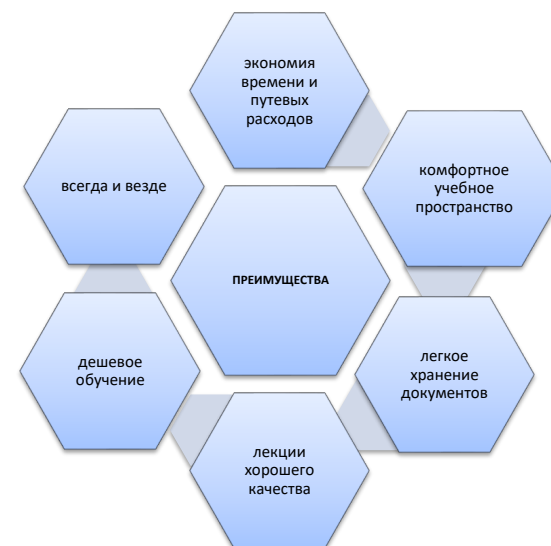 экономия
времени и
путевых
расходов
комфортное
учебное
пространство
легкое
хранение
документов
лекции
хорошего
качества
дешевое
обучение
всегда и везде
ПРЕИМУЩЕСТВА